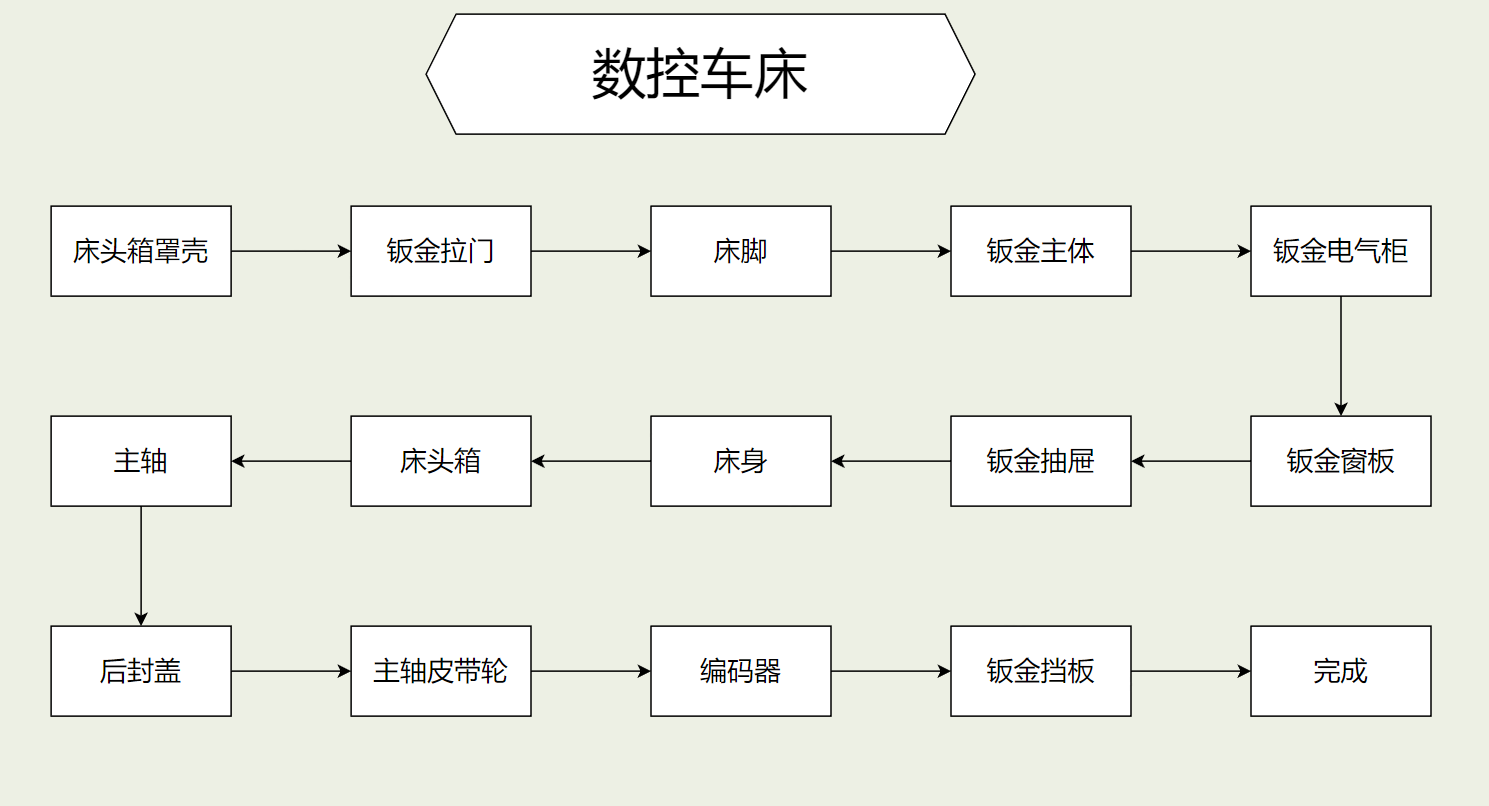 数控车床
床头箱罩壳
钣金拉门
床脚
钣金主体
钣金电气柜
主轴
床头箱
床身
钣金抽屉
钣金窗板
后封盖
主轴皮带轮
编码器
钣金挡板
完成